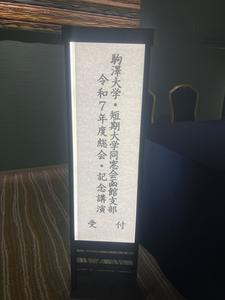 駒澤大学・短期大学同窓会函館支部
令和７年度総会・記念講演
受付